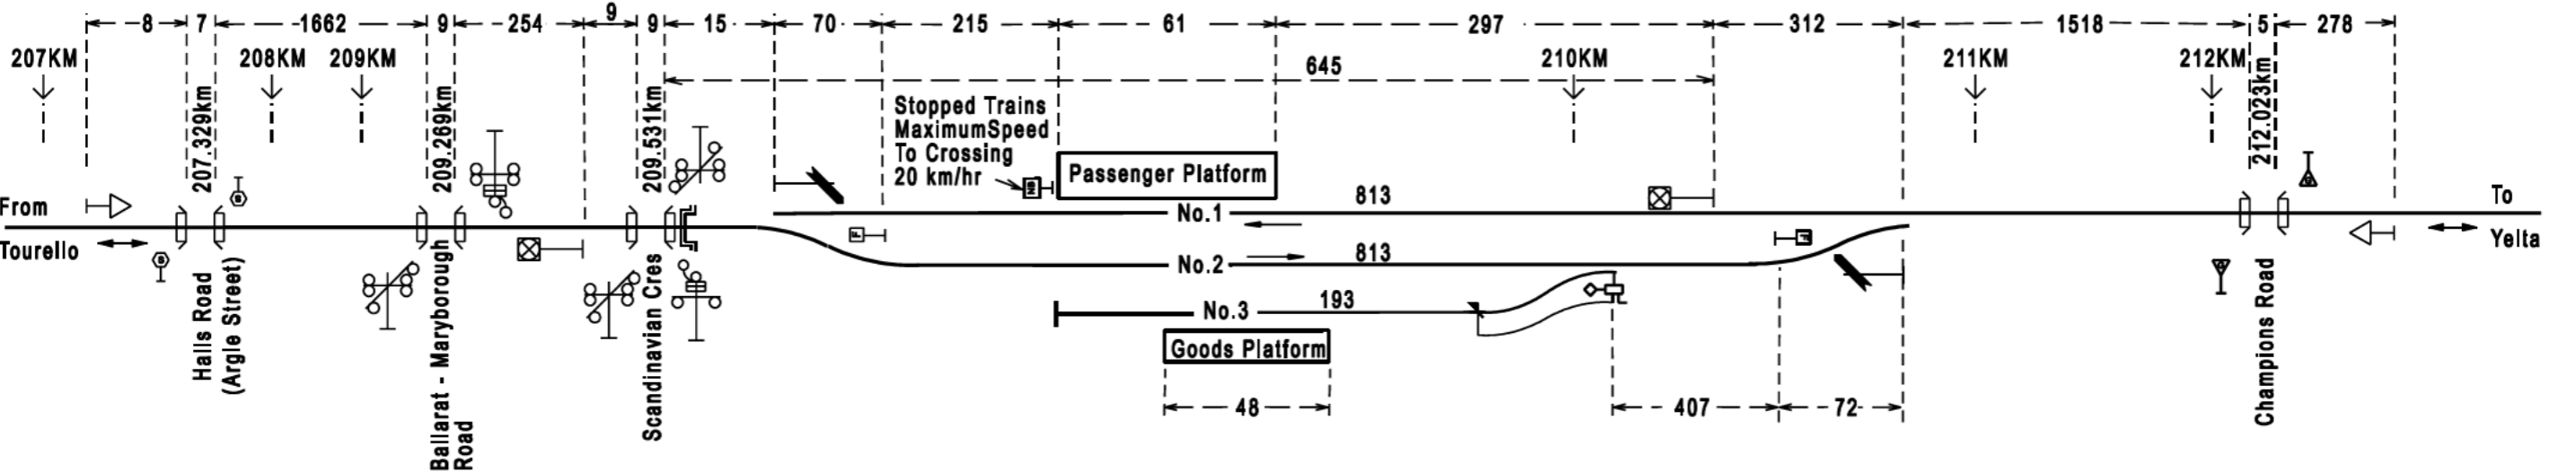 8
7
1662
9
254
9
9
15
70
215
61
297
312
1518
5
278
207KM
208KM
209KM
645
210KM
211KM
212KM
207.329km
209.269km
209.531km
212.023km
Stopped Trains
MaximumSpeed
To Crossing
20 km/hr
Passenger Platform
From
Tourello
To
Yelta
No.1
813
No.2
813
No.3
193
Goods Platform
48
407
72
Halls Road
(Argle Street)
Ballarat - Maryborough
Road
Scandinavian Cres
Champions Road